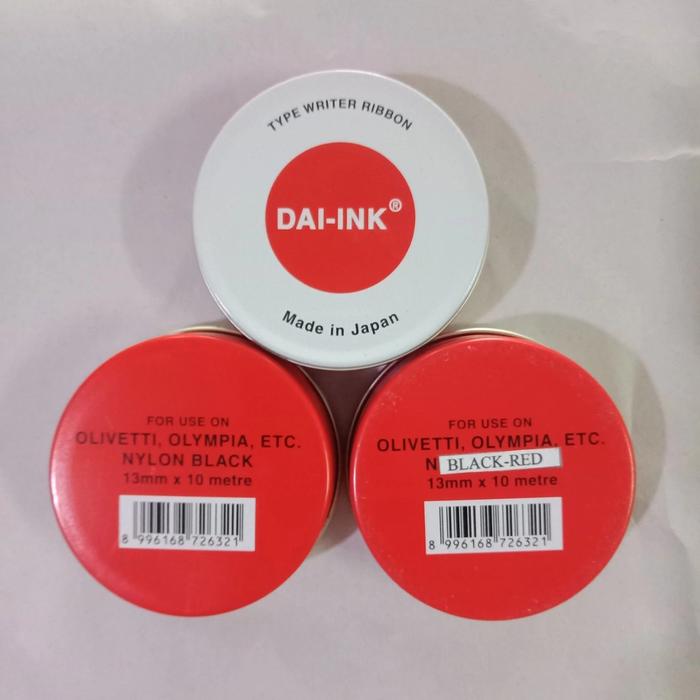 TYPE WRITER RIBBON
DAI-INK®
Made in Japan
FOR USE ON
OLIVETTI, OLYMPIA, ETC.
NYLON BLACK
13mm x 10 metre
8 996168 726321
FOR USE ON
OLIVETTI, OLYMPIA, ETC.
N BLACK-RED
13mm x 10 metre
8 996168 726321